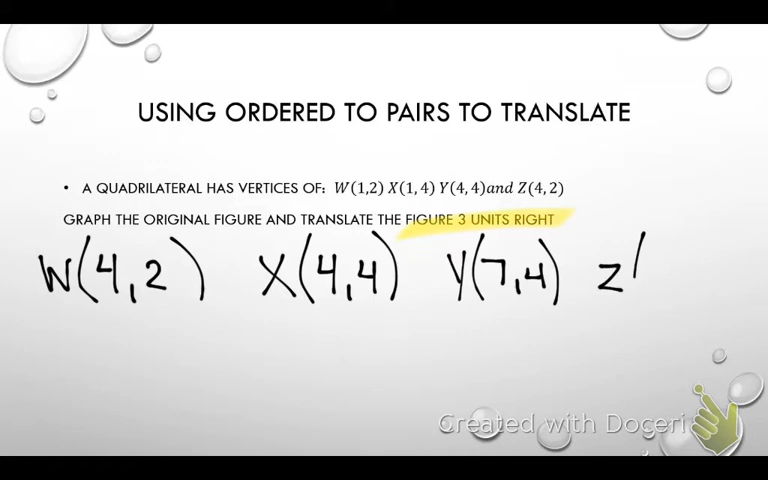 USING ORDERED TO PAIRS TO TRANSLATE
• A QUADRILATERAL HAS VERTICES OF: W(1,2) X(1,4) Y(4,4)and Z(4,2)
GRAPH THE ORIGINAL FIGURE AND TRANSLATE THE FIGURE 3 UNITS RIGHT
W(4,2) X(4,4) Y(7,4) Z(
Created with Doceri